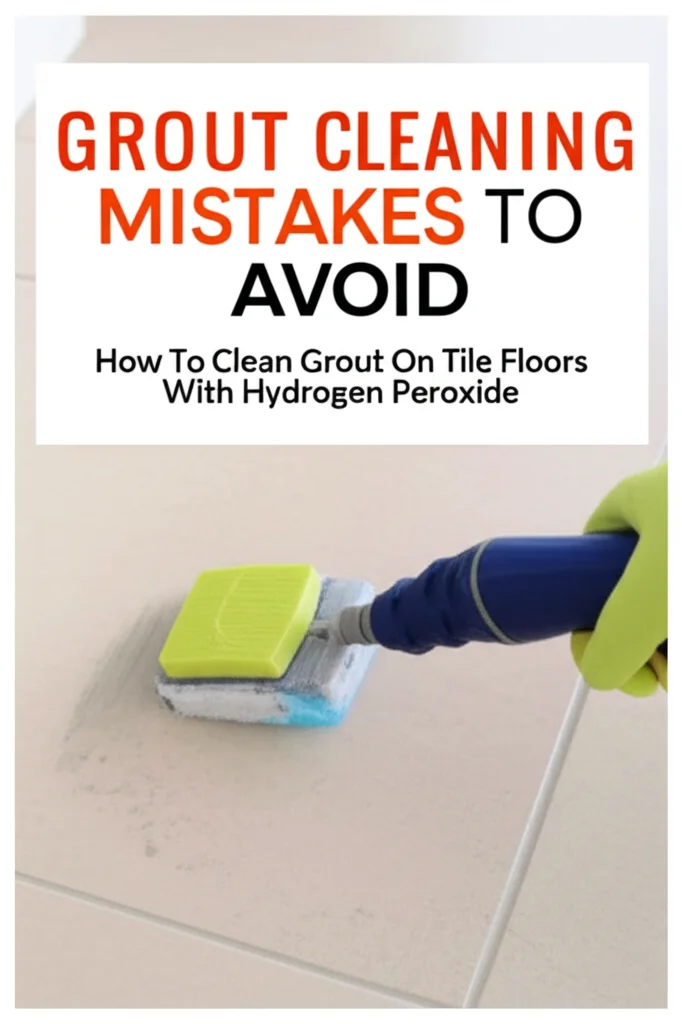 GROUT CLEANING
MISTAKES TO
AVOID
How To Clean Grout On Tile Floors
With Hydrogen Peroxide